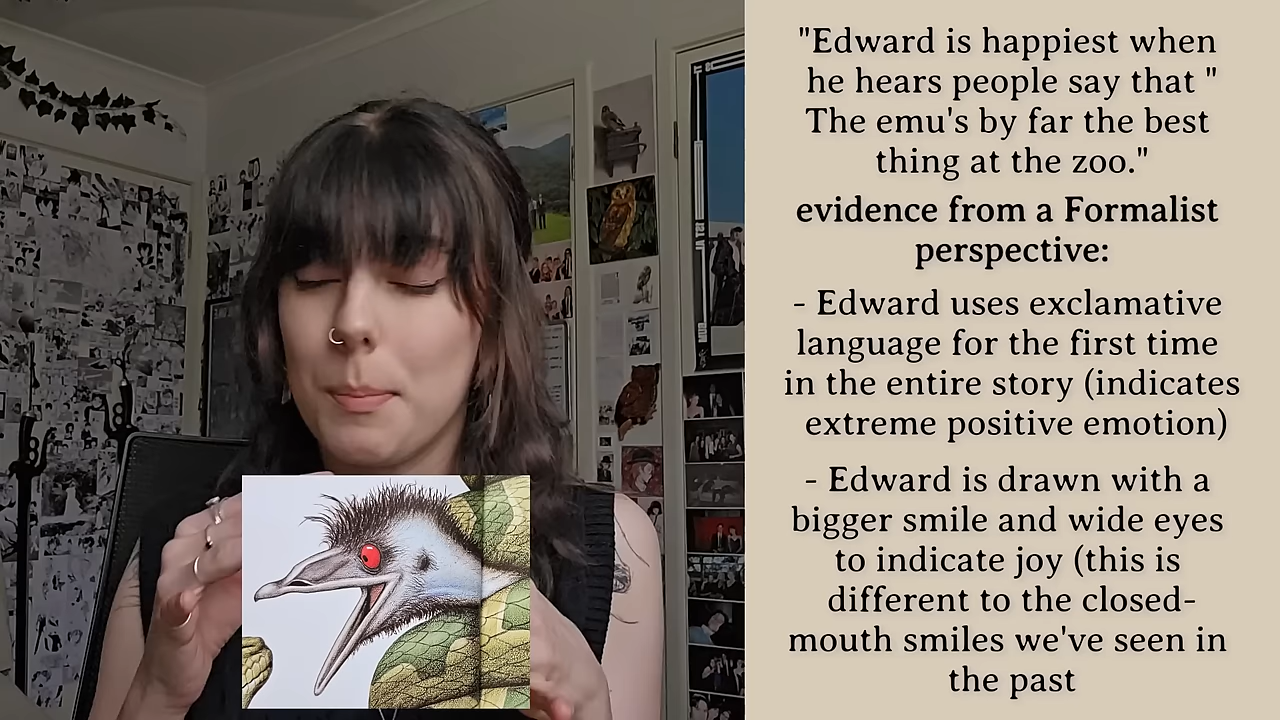 "Edward is happiest when
he hears people say that "
The emu's by far the best
thing at the zoo."
evidence from a Formalist
perspective:
- Edward uses exclamative
language for the first time
in the entire story (indicates
extreme positive emotion)
- Edward is drawn with a
bigger smile and wide eyes
to indicate joy (this is
different to the closed-
mouth smiles we've seen in
the past